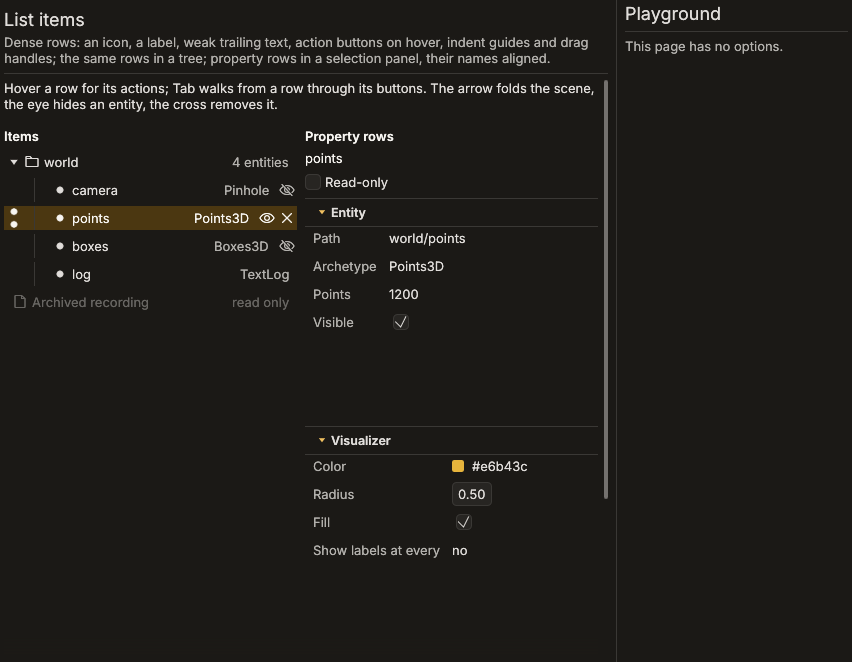 List items
Dense rows: an icon, a label, weak trailing text, action buttons on hover, indent guides and drag
handles; the same rows in a tree; property rows in a selection panel, their names aligned.
Hover a row for its actions; Tab walks from a row through its buttons. The arrow folds the scene,
the eye hides an entity, the cross removes it.
Items
world 4 entities
camera Pinhole
points Points3D
boxes Boxes3D
log TextLog
Archived recording read only
Property rows
points
Read-only
Entity
Path world/points
Archetype Points3D
Points 1200
Visible
Visualizer
Color #e6b43c
Radius 0.50
Fill
Show labels at every no
Playground
This page has no options.